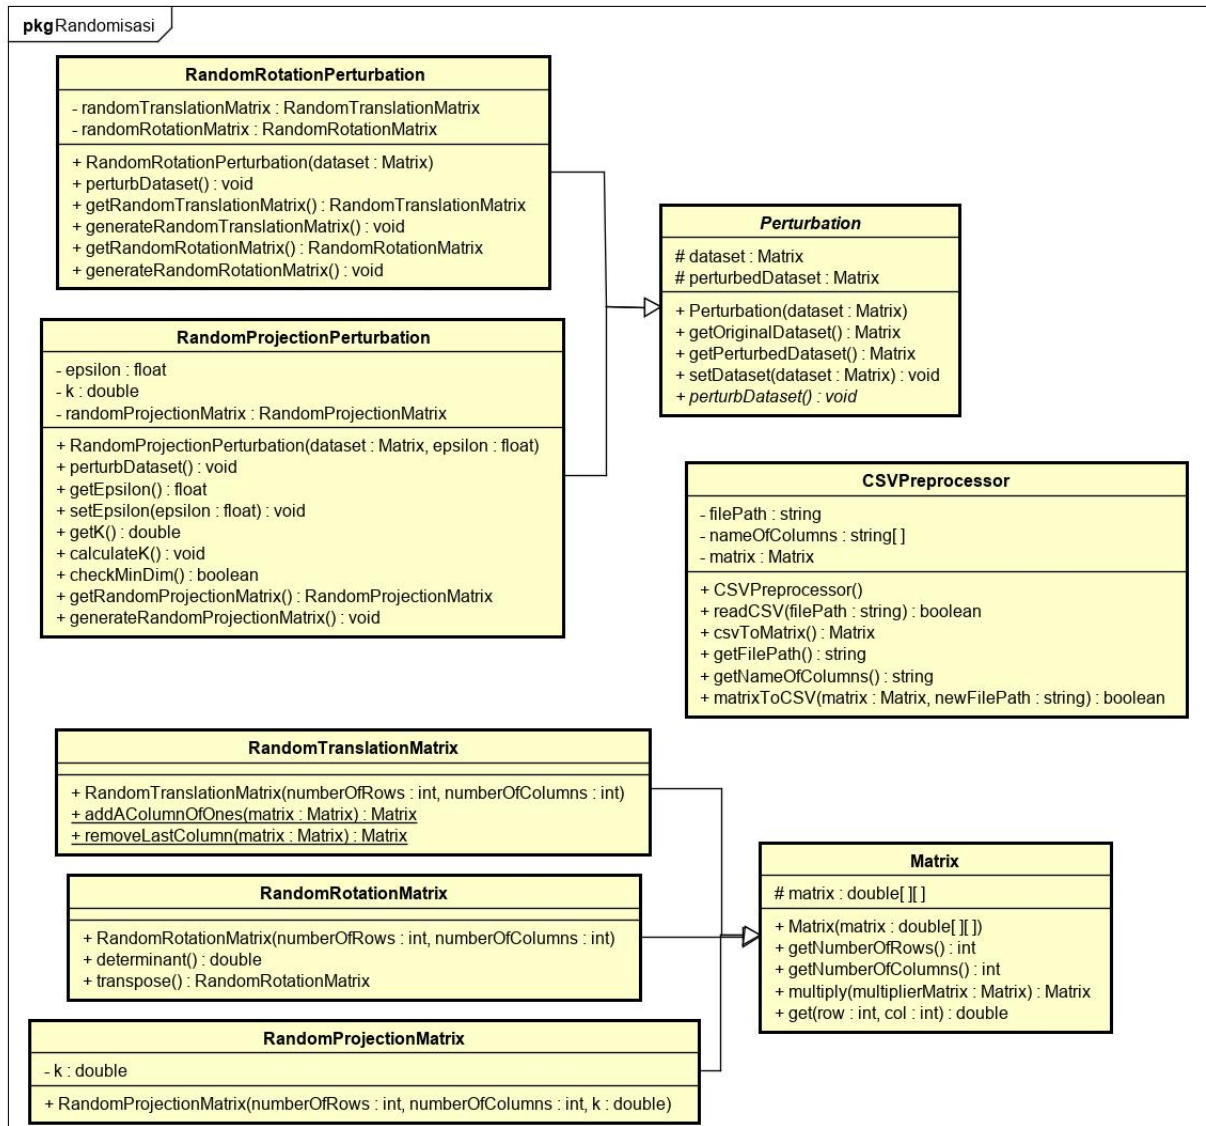 pkg Randomisasi
RandomRotationPerturbation
- randomTranslationMatrix : RandomTranslationMatrix
- randomRotationMatrix : RandomRotationMatrix
+ RandomRotationPerturbation(dataset : Matrix)
+ perturbDataset() : void
+ getRandomTranslationMatrix() : RandomTranslationMatrix
+ generateRandomTranslationMatrix() : void
+ getRandomRotationMatrix() : RandomRotationMatrix
+ generateRandomRotationMatrix() : void
Perturbation
# dataset : Matrix
# perturbedDataset : Matrix
+ Perturbation(dataset : Matrix)
+ getOriginalDataset() : Matrix
+ getPerturbedDataset() : Matrix
+ setDataset(dataset : Matrix) : void
+ perturbDataset() : void
RandomProjectionPerturbation
- epsilon : float
- k : double
- randomProjectionMatrix : RandomProjectionMatrix
+ RandomProjectionPerturbation(dataset : Matrix, epsilon : float)
+ perturbDataset() : void
+ getEpsilon() : float
+ setEpsilon(epsilon : float) : void
+ getK() : double
+ calculateK() : void
+ checkMinDim() : boolean
+ getRandomProjectionMatrix() : RandomProjectionMatrix
+ generateRandomProjectionMatrix() : void
CSVPreprocessor
- filePath : string
- nameOfColumns : string[ ]
- matrix : Matrix
+ CSVPreprocessor()
+ readCSV(filePath : string) : boolean
+ csvToMatrix() : Matrix
+ getFilePath() : string
+ getNameOfColumns() : string
+ matrixToCSV(matrix : Matrix, newFilePath : string) : boolean
RandomTranslationMatrix
+ RandomTranslationMatrix(numberOfRows : int, numberOfColumns : int)
+ addAColumnOfOnes(matrix : Matrix) : Matrix
+ removeLastColumn(matrix : Matrix) : Matrix
RandomRotationMatrix
+ RandomRotationMatrix(numberOfRows : int, numberOfColumns : int)
+ determinant() : double
+ transpose() : RandomRotationMatrix
Matrix
# matrix : double[ ][ ]
+ Matrix(matrix : double[ ][ ])
+ getNumberOfRows() : int
+ getNumberOfColumns() : int
+ multiply(multiplierMatrix : Matrix) : Matrix
+ get(row : int, col : int) : double
RandomProjectionMatrix
- k : double
+ RandomProjectionMatrix(numberOfRows : int, numberOfColumns : int, k : double)